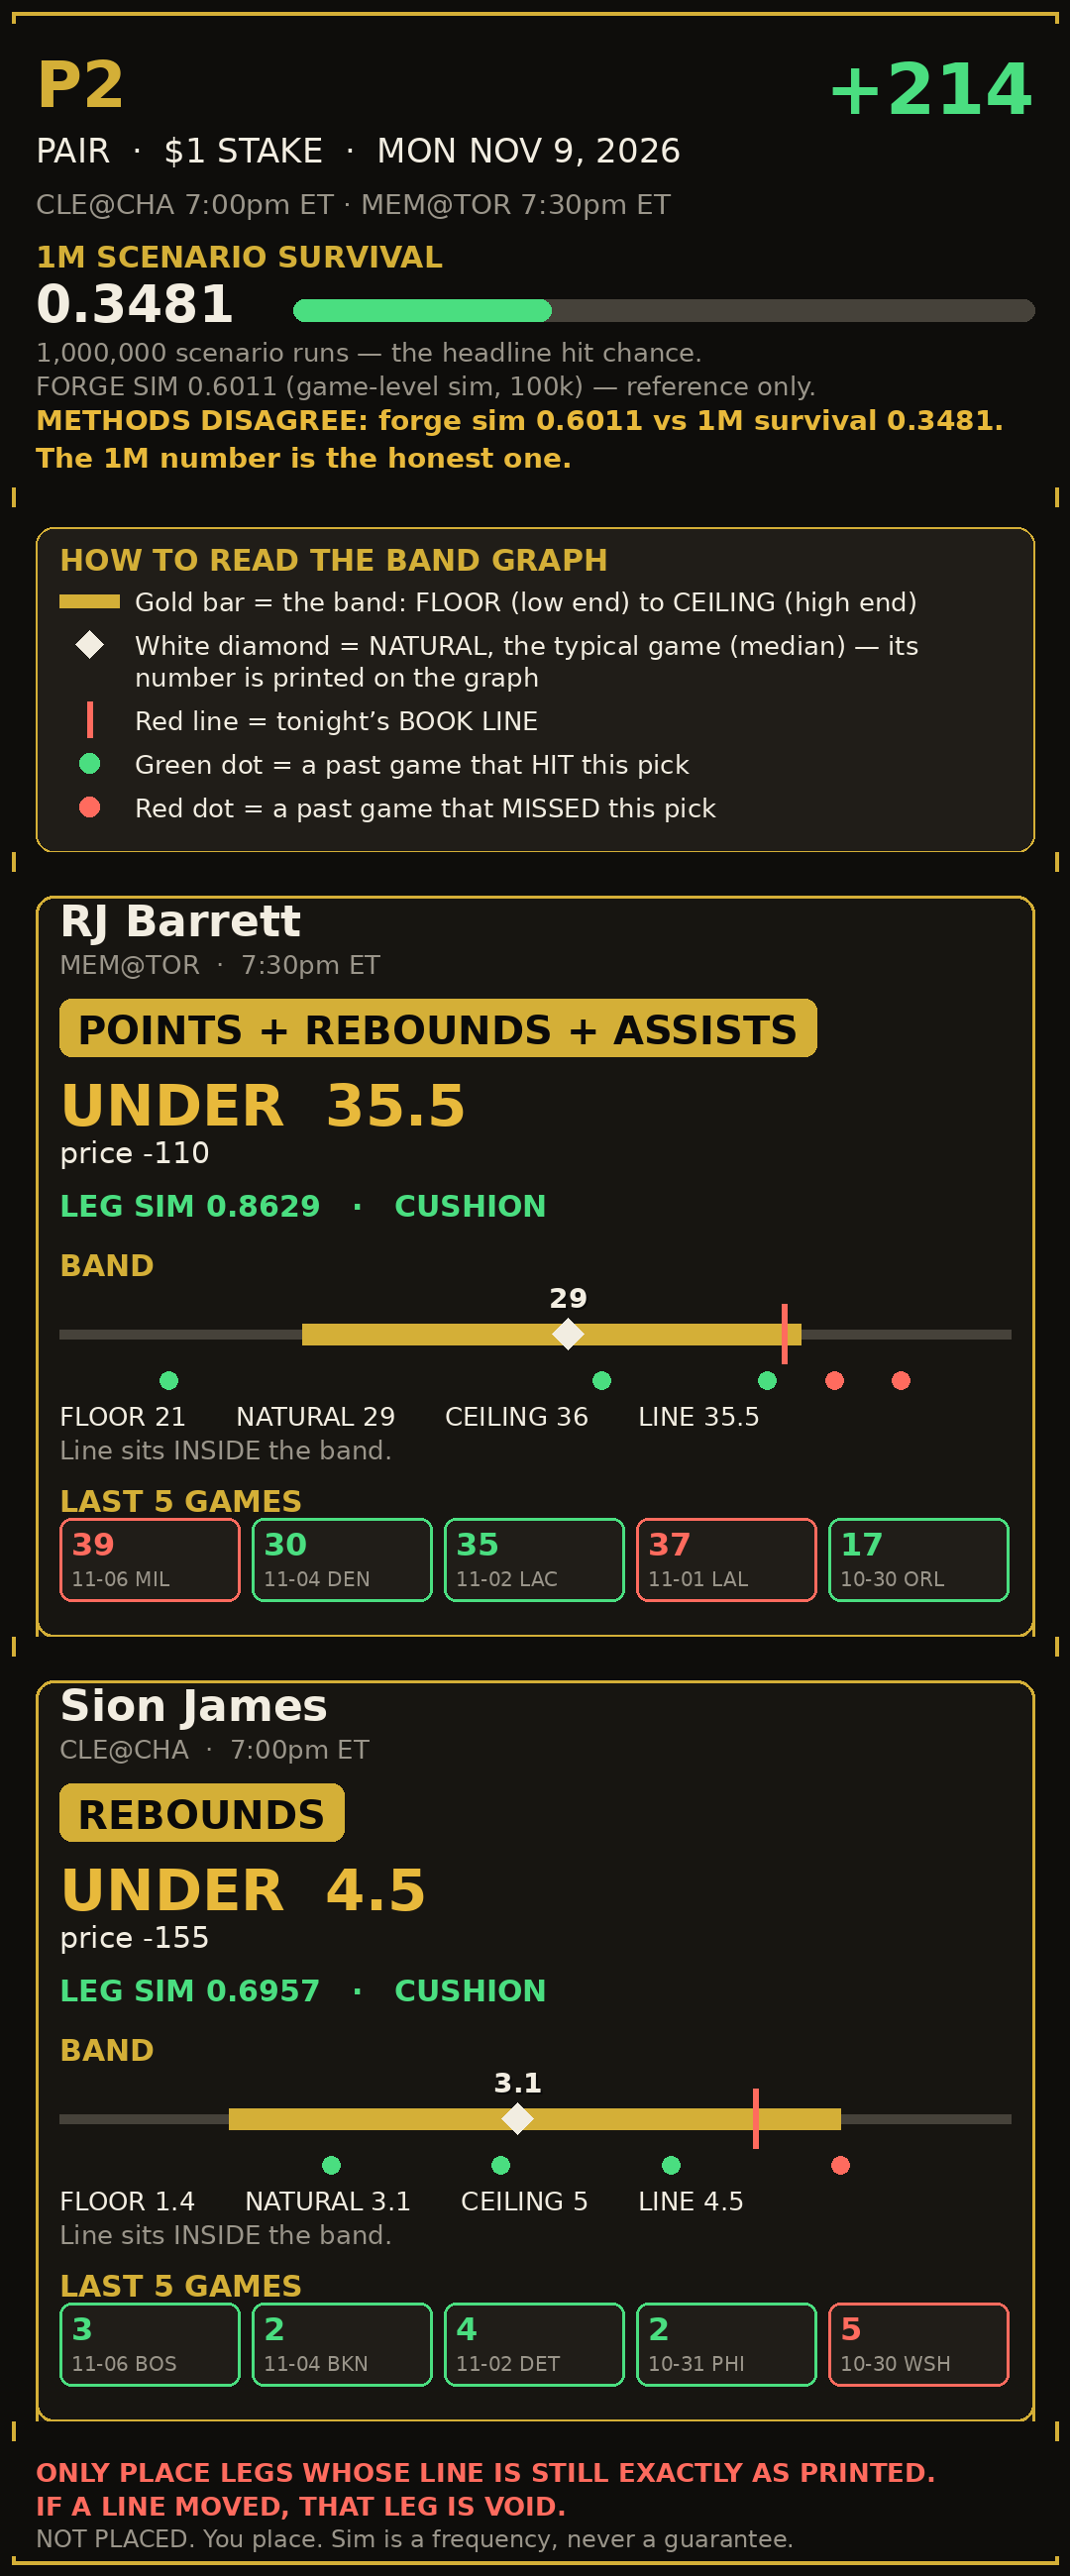 P2
+214
PAIR · $1 STAKE · MON NOV 9, 2026
CLE@CHA 7:00pm ET · MEM@TOR 7:30pm ET
1M SCENARIO SURVIVAL
0.3481
1,000,000 scenario runs — the headline hit chance.
FORGE SIM 0.6011 (game-level sim, 100k) — reference only.
METHODS DISAGREE: forge sim 0.6011 vs 1M survival 0.3481.
The 1M number is the honest one.
HOW TO READ THE BAND GRAPH
Gold bar = the band: FLOOR (low end) to CEILING (high end)
White diamond = NATURAL, the typical game (median) — its
number is printed on the graph
Red line = tonight’s BOOK LINE
Green dot = a past game that HIT this pick
Red dot = a past game that MISSED this pick
RJ Barrett
MEM@TOR · 7:30pm ET
POINTS + REBOUNDS + ASSISTS
UNDER 35.5
price -110
LEG SIM 0.8629 · CUSHION
BAND
29
FLOOR 21 NATURAL 29 CEILING 36 LINE 35.5
Line sits INSIDE the band.
LAST 5 GAMES
39 30 35 37 17
11-06 MIL 11-04 DEN 11-02 LAC 11-01 LAL 10-30 ORL
Sion James
CLE@CHA · 7:00pm ET
REBOUNDS
UNDER 4.5
price -155
LEG SIM 0.6957 · CUSHION
BAND
3.1
FLOOR 1.4 NATURAL 3.1 CEILING 5 LINE 4.5
Line sits INSIDE the band.
LAST 5 GAMES
3 2 4 2 5
11-06 BOS 11-04 BKN 11-02 DET 10-31 PHI 10-30 WSH
ONLY PLACE LEGS WHOSE LINE IS STILL EXACTLY AS PRINTED.
IF A LINE MOVED, THAT LEG IS VOID.
NOT PLACED. You place. Sim is a frequency, never a guarantee.